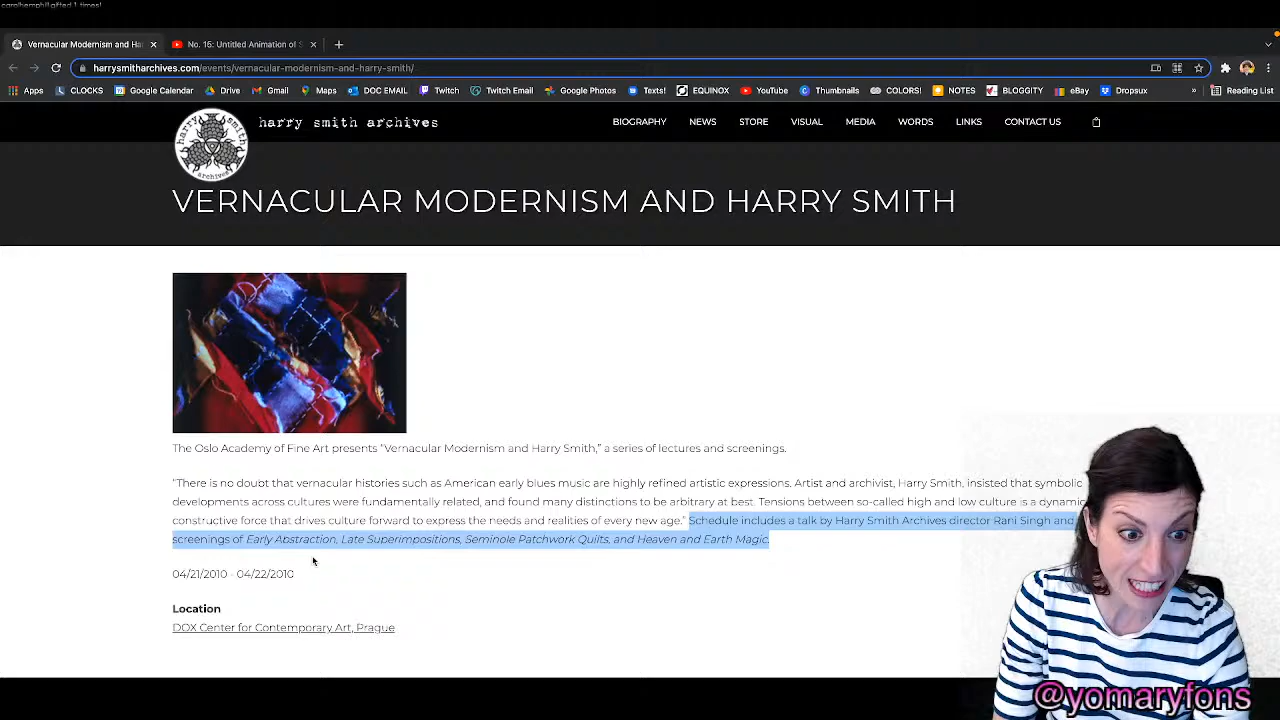 carolhemphill gifted 1 times!
Vernacular Modernism and Har
No. 15: Untitled Animation of S
harrysmitharchives.com/events/vernacular-modernism-and-harry-smith/
Apps CLOCKS Google Calendar Drive Gmail Maps DOC EMAIL Twitch Twitch Email Google Photos Texts! EQUINOX YouTube Thumbnails COLORS! NOTES BLOGGITY eBay Dropsux » Reading List
harry smith archives
BIOGRAPHY NEWS STORE VISUAL MEDIA WORDS LINKS CONTACT US
harry smith
archives
VERNACULAR MODERNISM AND HARRY SMITH
The Oslo Academy of Fine Art presents "Vernacular Modernism and Harry Smith," a series of lectures and screenings.
"There is no doubt that vernacular histories such as American early blues music are highly refined artistic expressions. Artist and archivist, Harry Smith, insisted that symbolic
developments across cultures were fundamentally related, and found many distinctions to be arbitrary at best. Tensions between so-called high and low culture is a dynamic
constructive force that drives culture forward to express the needs and realities of every new age." Schedule includes a talk by Harry Smith Archives director Rani Singh and
screenings of Early Abstraction, Late Superimpositions, Seminole Patchwork Quilts, and Heaven and Earth Magic.
04/21/2010 - 04/22/2010
Location
DOX Center for Contemporary Art, Prague
@yomaryfons